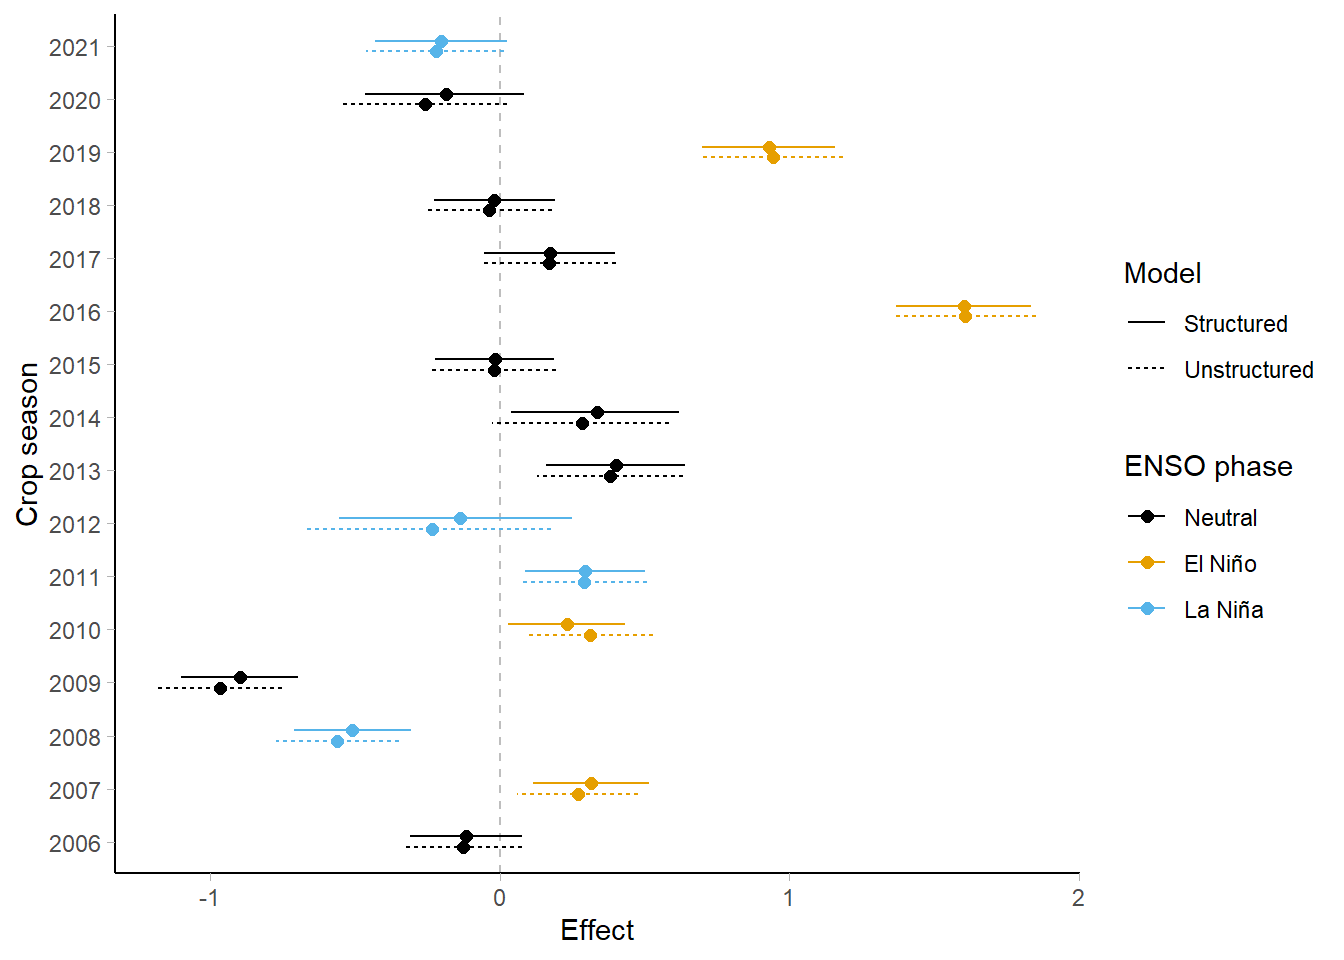 2021
2020
2019
2018
2017
2016
2015
2014
2013
2012
2011
2010
2009
2008
2007
2006
Crop season
-1
0
1
2
Effect
Model
Structured
Unstructured
ENSO phase
Neutral
El Niño
La Niña